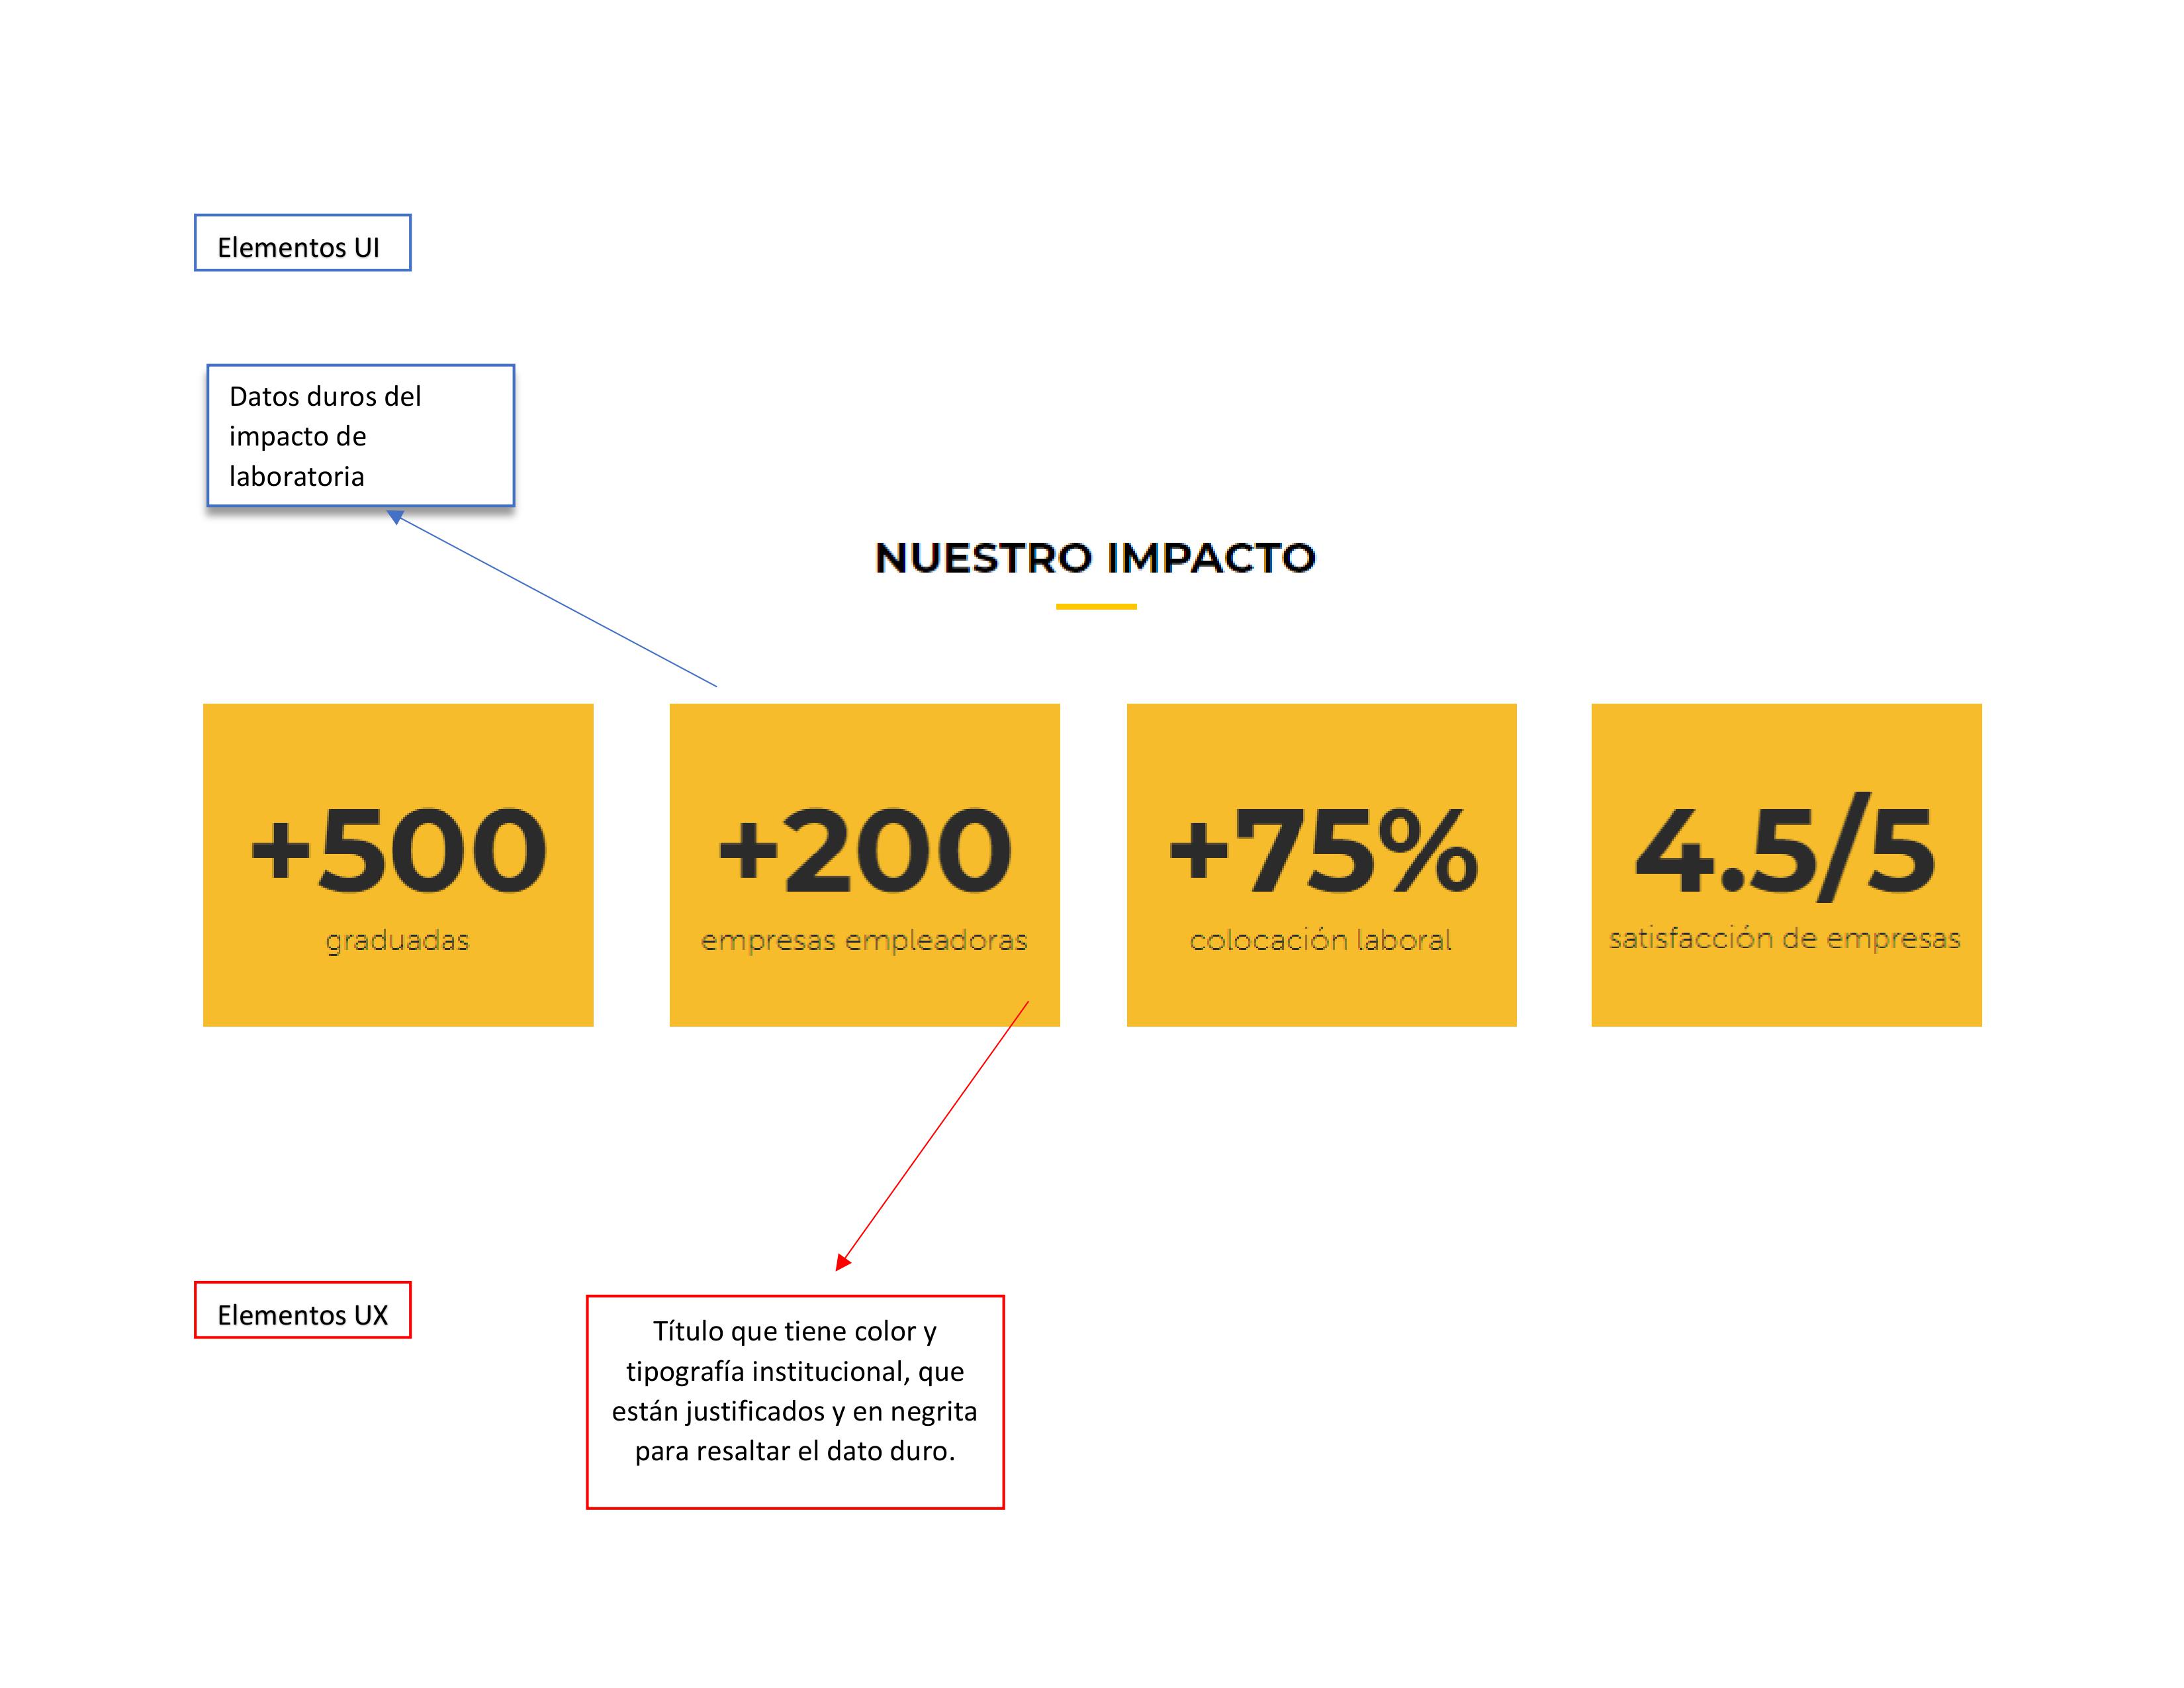 Elementos UI
Datos duros del
impacto de
laboratoria
NUESTRO IMPACTO
+500
graduadas
+200
empresas empleadoras
+75%
colocación laboral
4.5/5
satisfacción de empresas
Elementos UX
Título que tiene color y
tipografía institucional, que
están justificados y en negrita
para resaltar el dato duro.